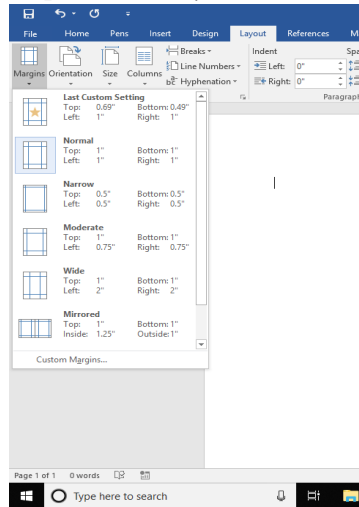 File Home Pens Insert Design Layout References M
Breaks Indent Spa
Line Numbers Left: 0"
Margins Orientation Size Columns bc Hyphenation Right: 0"
Paragraph
Last Custom Setting
Top: 0.69" Bottom: 0.49"
Left: 1" Right: 1"
Normal
Top: 1" Bottom: 1"
Left: 1" Right: 1"
Narrow
Top: 0.5" Bottom: 0.5"
Left: 0.5" Right: 0.5"
Moderate
Top: 1" Bottom: 1"
Left: 0.75" Right: 0.75"
Wide
Top: 1" Bottom: 1"
Left: 2" Right: 2"
Mirrored
Top: 1" Bottom: 1"
Inside: 1.25" Outside: 1"
Custom Margins...
Page 1 of 1 0 words
Type here to search